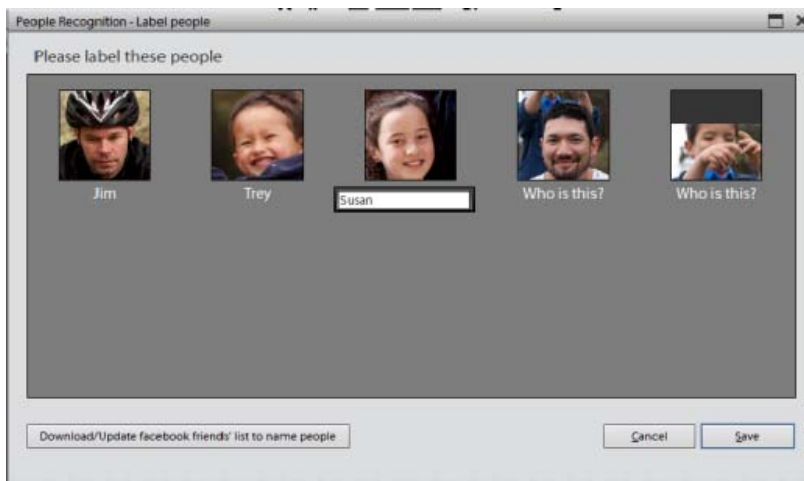 People Recognition - Label people
Please label these people
Jim
Trey
Susan
Who is this?
Who is this?
Download/Update facebook friends' list to name people
Cancel
Save